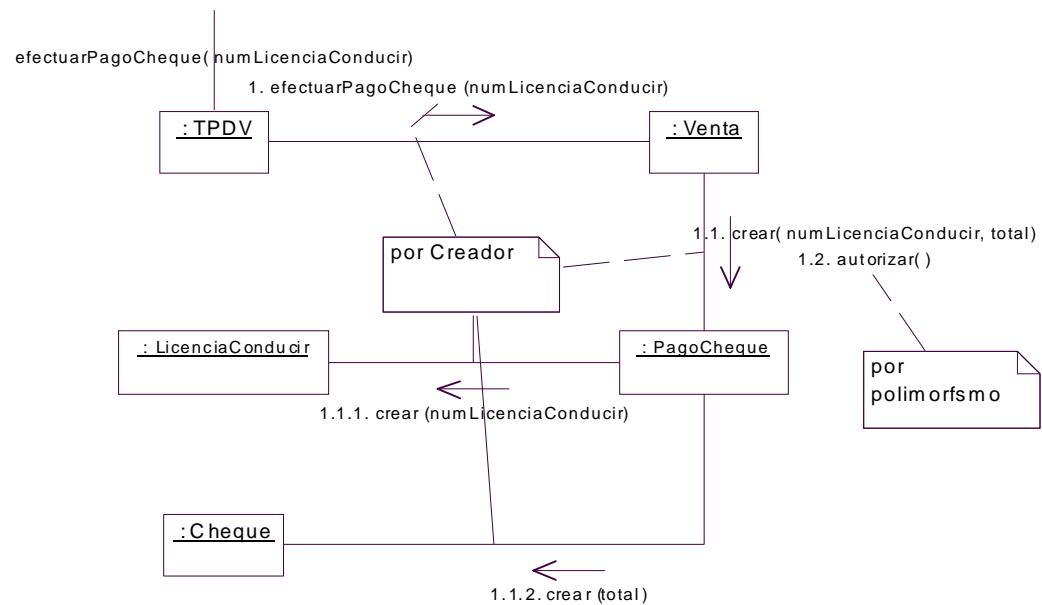 efectuarPagoCheque( numLicenciaConducir)
1. efectuarPagoCheque (numLicenciaConducir)
: TPDV
: Venta
1.1. crear( numLicenciaConducir, total)
1.2. autorizar( )
por Creador
: LicenciaConducir
: PagoCheque
por
polimorfsmo
1.1.1. crear (numLicenciaConducir)
:Cheque
1.1.2. crear (total)